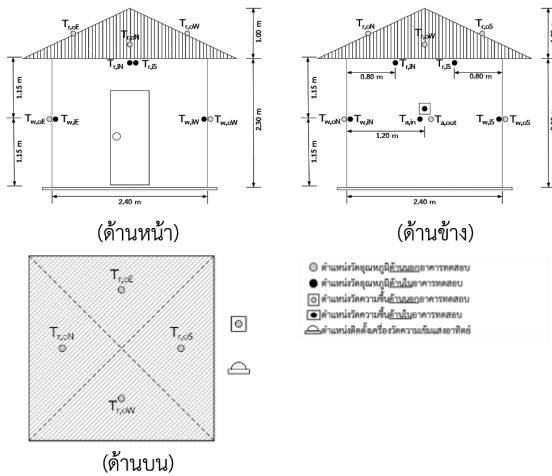 T_r,oE
T_r,oN
T_r,oW
T_r,iN T_r,iS
1.00 m
1.15 m
2.30 m
T_w,oE T_w,iE
T_w,iW T_w,oW
1.15 m
2.40 m
(ด้านหน้า)
T_r,oN
T_r,oW
T_r,oS
T_r,iN
T_r,iS
0.80 m
0.80 m
1.15 m
T_w,oN T_w,iN
T_a,in
T_a,out
T_w,iS T_w,oS
1.20 m
1.15 m
2.40 m
(ด้านข้าง)
T_r,oE
T_r,oN
T_r,oS
T_r,oW
(ด้านบน)
ตำแหน่งวัดอุณหภูมิด้านนอกอาคารทดสอบ
ตำแหน่งวัดอุณหภูมิด้านในอาคารทดสอบ
ตำแหน่งวัดความชื้นด้านนอกอาคารทดสอบ
ตำแหน่งวัดความชื้นด้านในอาคารทดสอบ
ตำแหน่งติดตั้งเครื่องวัดความเข้มแสงอาทิตย์